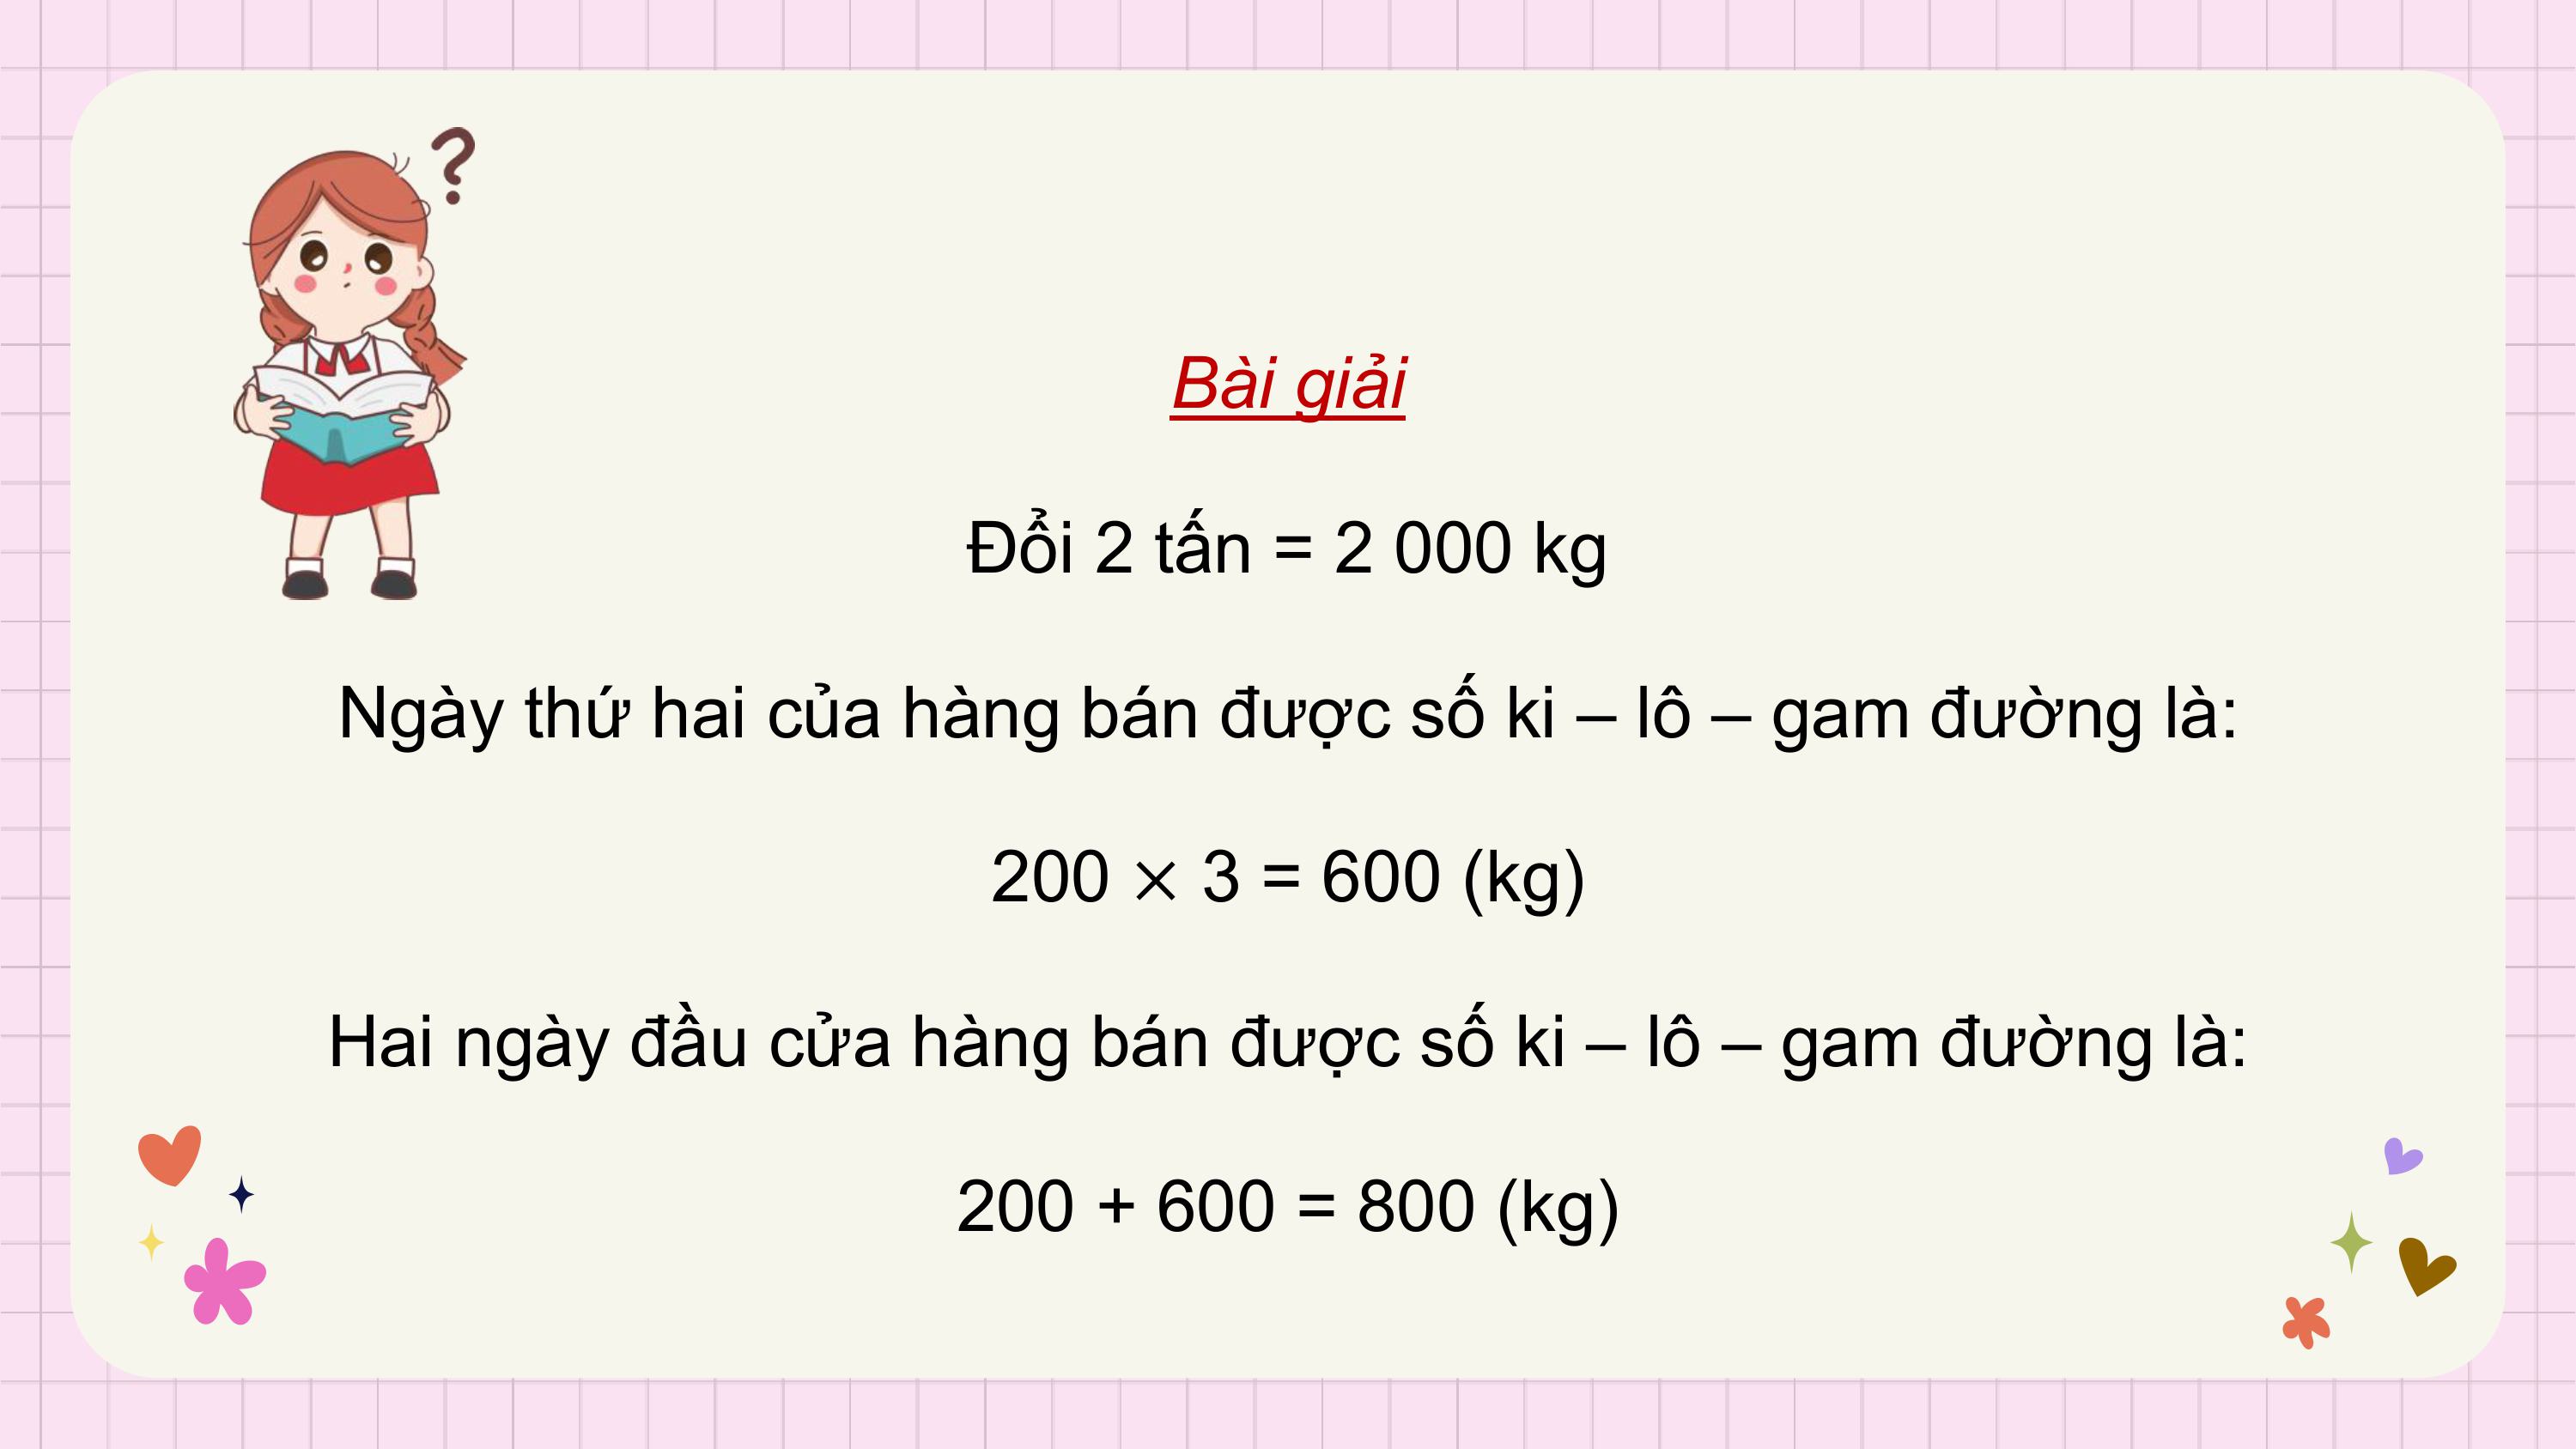 ?
Bài giải
Đổi 2 tấn = 2 000 kg
Ngày thứ hai của hàng bán được số ki – lô – gam đường là:
200 × 3 = 600 (kg)
Hai ngày đầu cửa hàng bán được số ki – lô – gam đường là:
200 + 600 = 800 (kg)